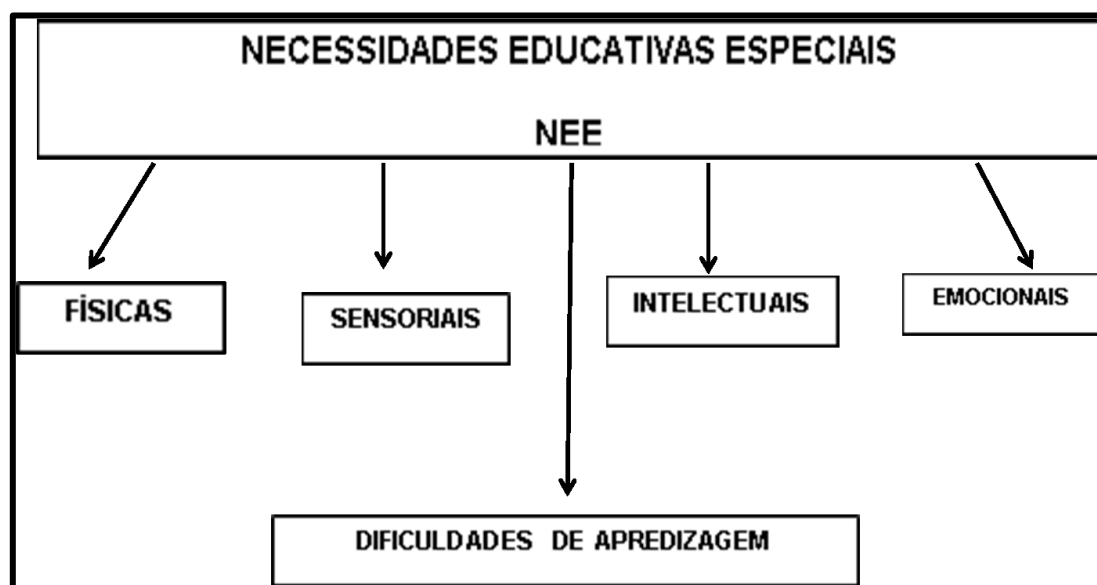 NECESSIDADES EDUCATIVAS ESPECIAIS
NEE
FÍSICAS
SENSORIAIS
INTELECTUAIS
EMOCIONAIS
DIFICULDADES DE APREDIZAGEM